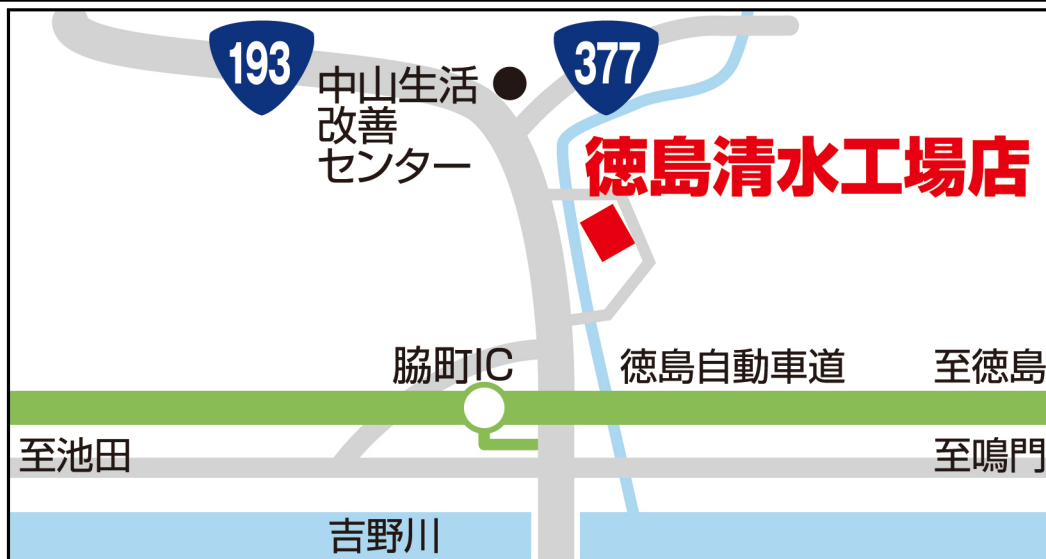 193
377
中山生活
改善
センター
徳島清水工場店
脇町IC
徳島自動車道
至徳島
至池田
至鳴門
吉野川